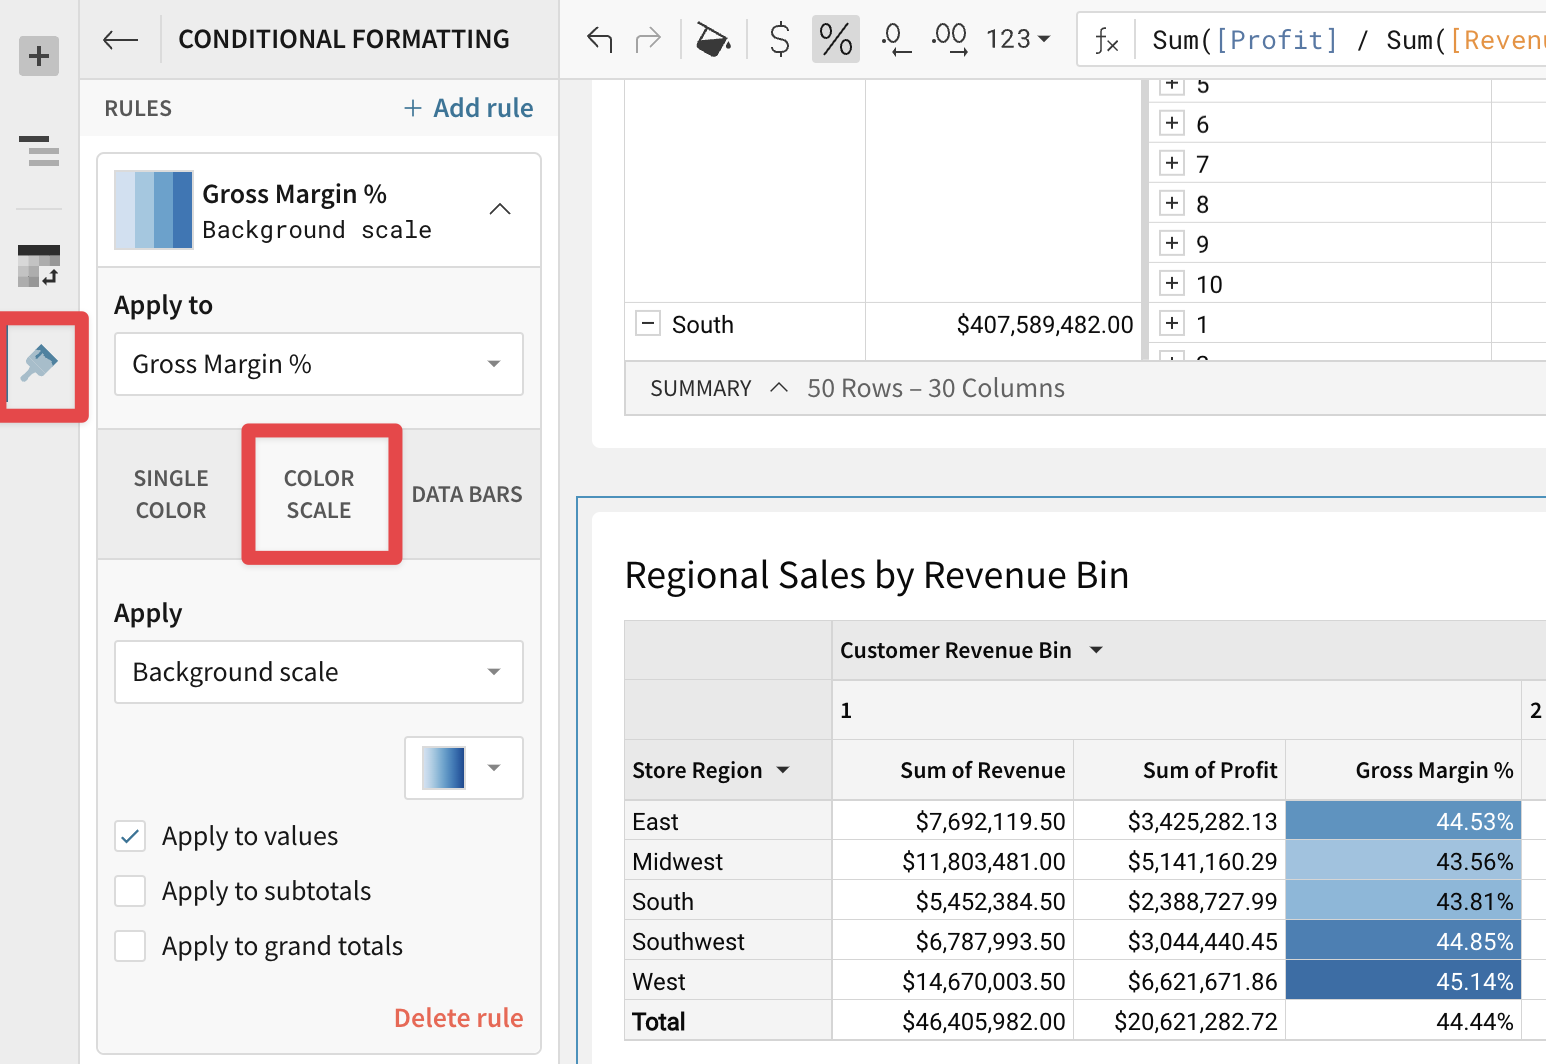 CONDITIONAL FORMATTING
$ % .0 .00 123
fx Sum([Profit] / Sum([Revenu
RULES
+ Add rule
Gross Margin %
Background scale
Apply to
Gross Margin %
SINGLE COLOR
COLOR SCALE
DATA BARS
Apply
Background scale
Apply to values
Apply to subtotals
Apply to grand totals
Delete rule
5
6
7
8
9
10
South $407,589,482.00 1
SUMMARY 50 Rows – 30 Columns
Regional Sales by Revenue Bin
Customer Revenue Bin
1 2
Store Region Sum of Revenue Sum of Profit Gross Margin %
East $7,692,119.50 $3,425,282.13 44.53%
Midwest $11,803,481.00 $5,141,160.29 43.56%
South $5,452,384.50 $2,388,727.99 43.81%
Southwest $6,787,993.50 $3,044,440.45 44.85%
West $14,670,003.50 $6,621,671.86 45.14%
Total $46,405,982.00 $20,621,282.72 44.44%